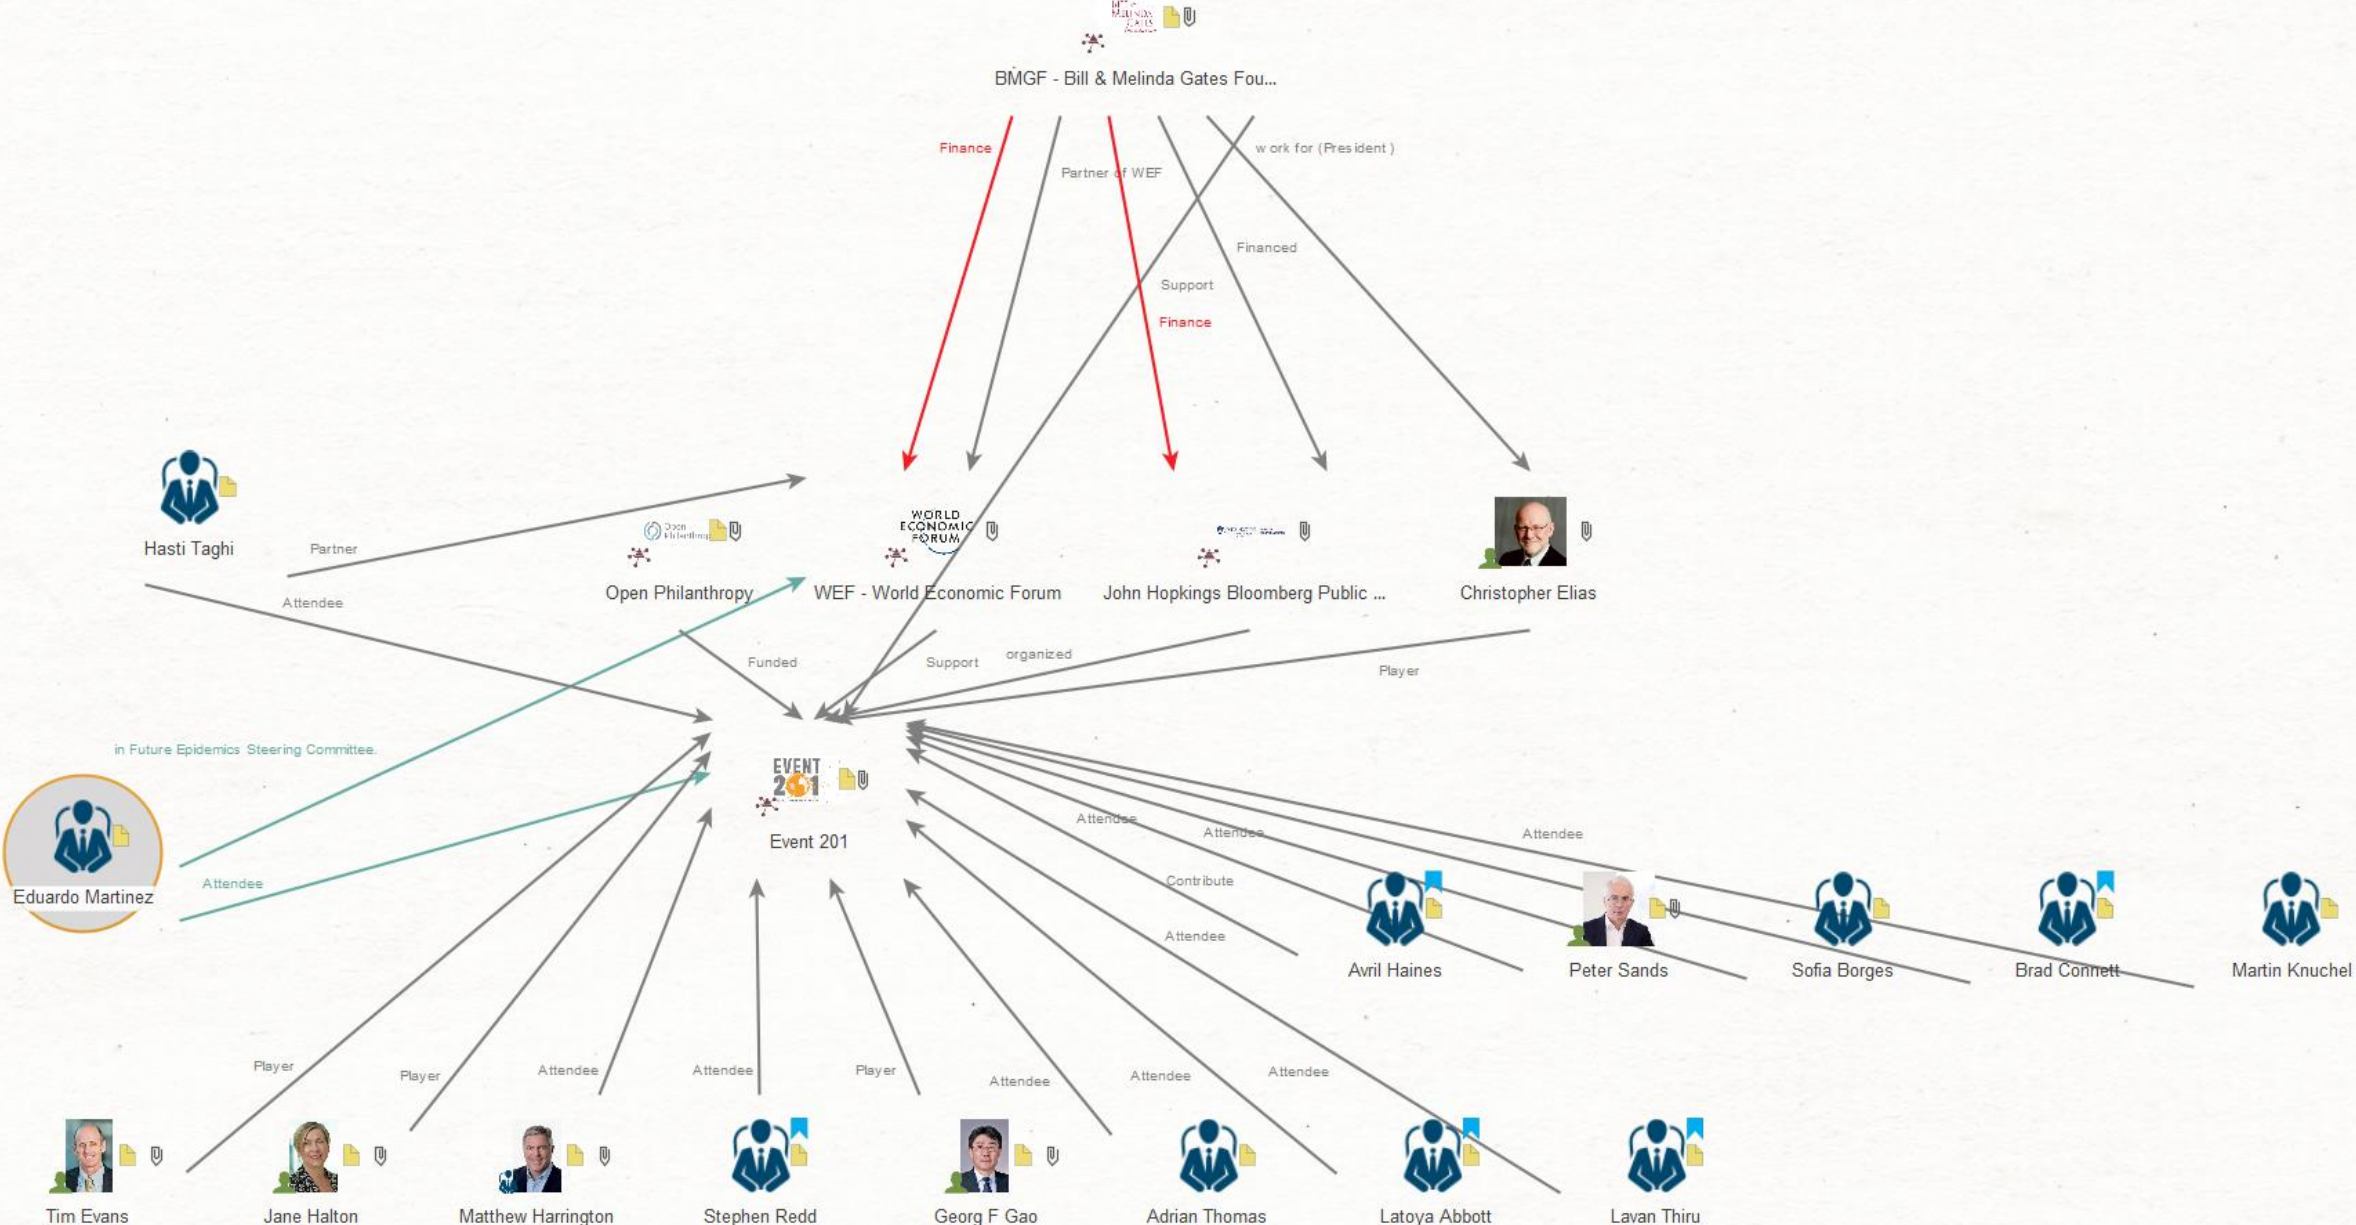 BMGF - Bill & Melinda Gates Fou...
Finance
work for (President )
Partner of WEF
Financed
Support
Finance
WORLD
ECONOMIC
FORUM
Hasti Taghi
Partner
Open Philanthropy
WEF - World Economic Forum
John Hopkings Bloomberg Public ...
Christopher Elias
Attendee
Funded
Support
organized
Player
in Future Epidemics Steering Committee.
EVENT
201
Event 201
Attendee
Attendee
Attendee
Eduardo Martinez
Attendee
Contribute
Attendee
Avril Haines
Peter Sands
Sofia Borges
Brad Connett
Martin Knuchel
Player
Player
Attendee
Attendee
Player
Attendee
Attendee
Attendee
Tim Evans
Jane Halton
Matthew Harrington
Stephen Redd
Georg F Gao
Adrian Thomas
Latoya Abbott
Lavan Thiru